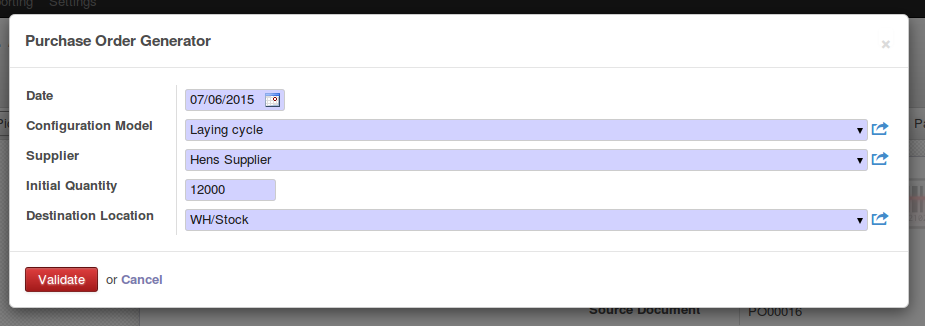 Settings
Purchase Order Generator ×
Date 07/06/2015
Configuration Model Laying cycle
Supplier Hens Supplier
Initial Quantity 12000
Destination Location WH/Stock
Validate or Cancel
Source Document PO00016